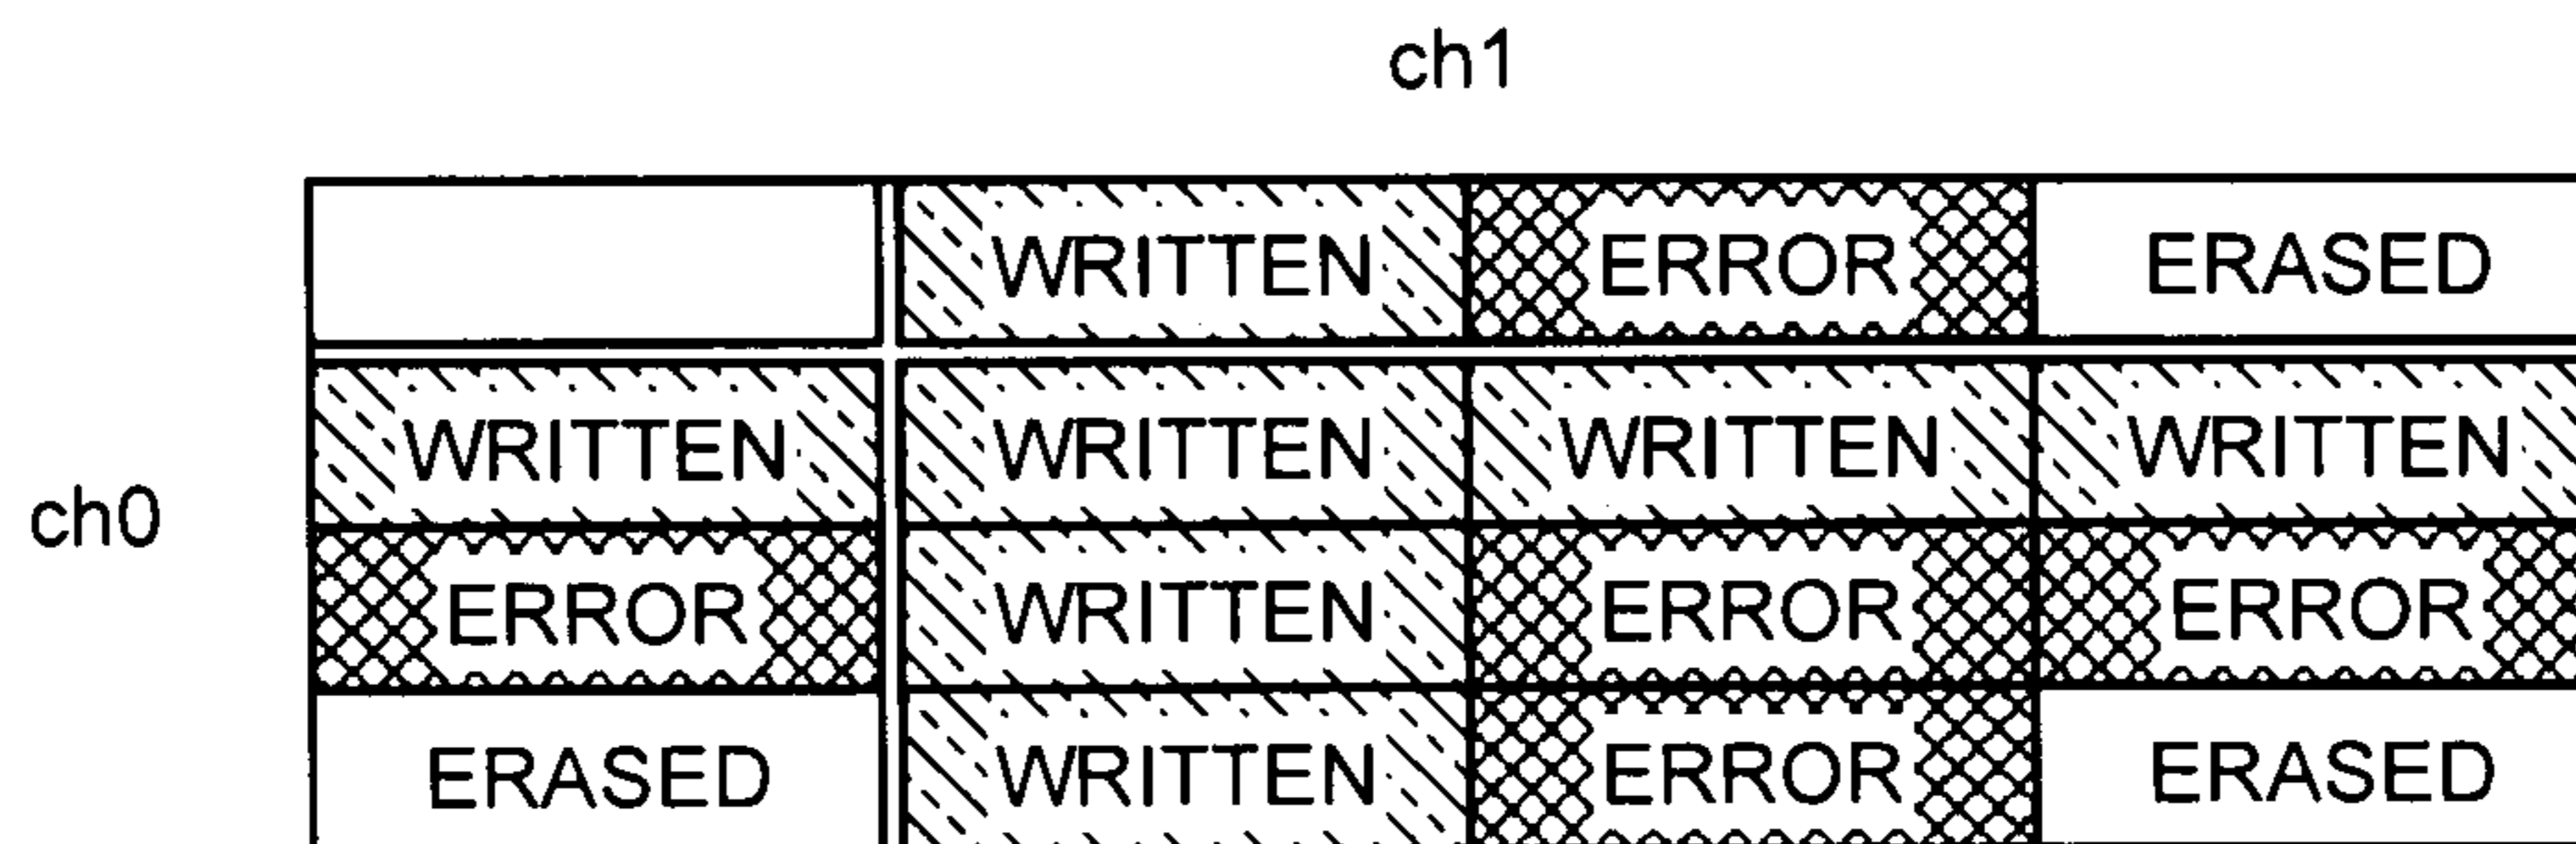 ch1
WRITTEN ERROR ERASED
WRITTEN WRITTEN WRITTEN WRITTEN
ch0
ERROR WRITTEN ERROR ERROR
ERASED WRITTEN ERROR ERASED